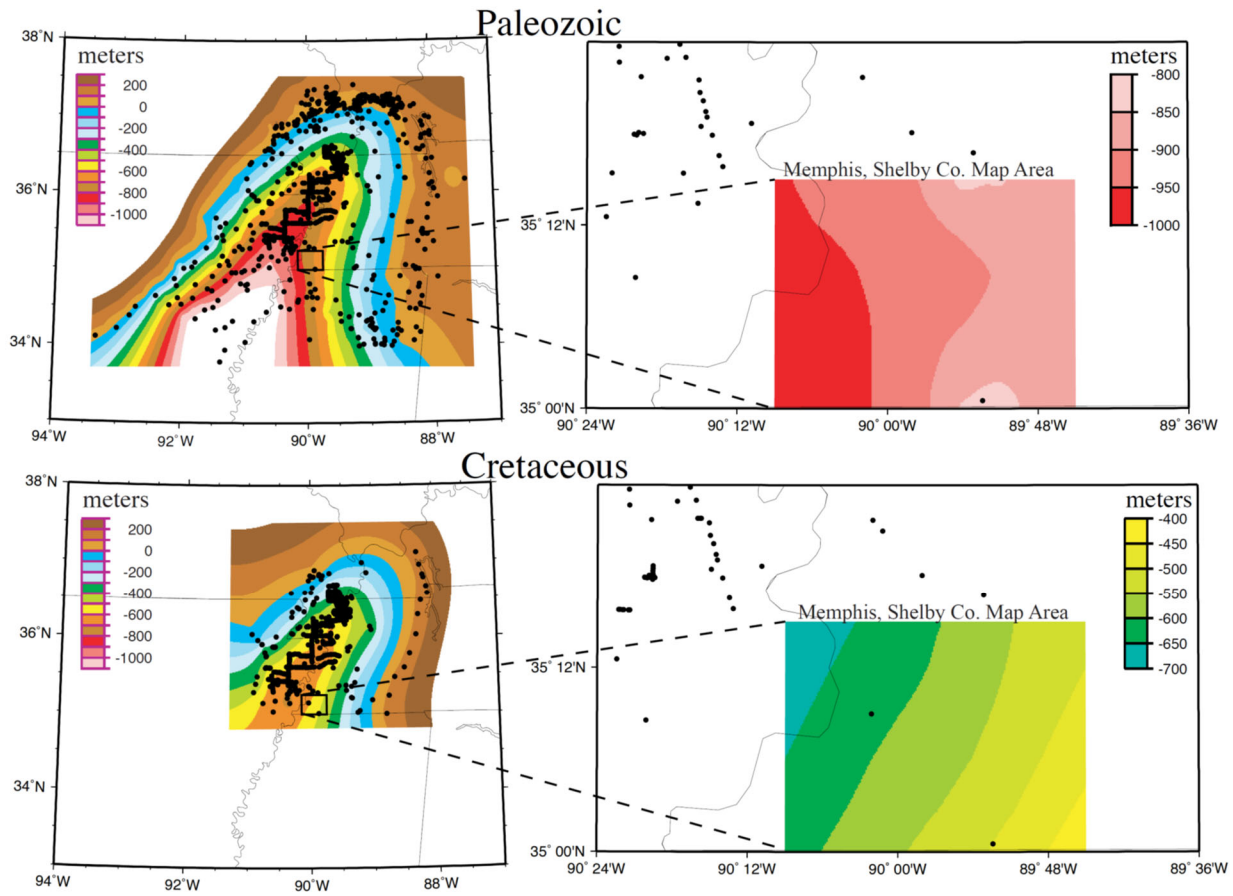 Paleozoic
38°N
36°N
34°N
94°W
92°W
90°W
88°W
meters
200
0
-200
-400
-600
-800
-1000
Memphis, Shelby Co. Map Area
35° 12'N
35° 00'N
90° 24'W
90° 12'W
90° 00'W
89° 48'W
89° 36'W
meters
-800
-850
-900
-950
-1000
Cretaceous
38°N
36°N
34°N
94°W
92°W
90°W
88°W
meters
200
0
-200
-400
-600
-800
-1000
Memphis, Shelby Co. Map Area
35° 12'N
35° 00'N
90° 24'W
90° 12'W
90° 00'W
89° 48'W
89° 36'W
meters
-400
-450
-500
-550
-600
-650
-700